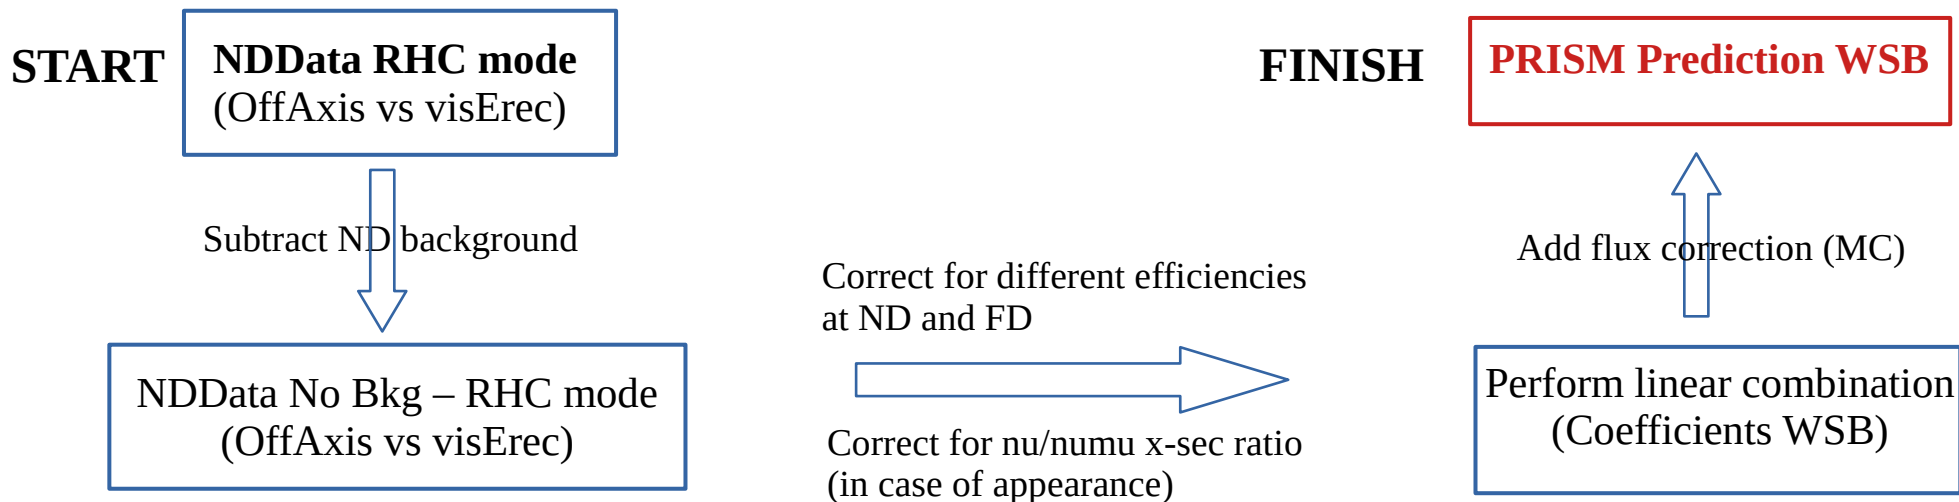 START
NDData RHC mode
(OffAxis vs visErec)
Subtract ND background
NDData No Bkg – RHC mode
(OffAxis vs visErec)
Correct for different efficiencies
at ND and FD
Correct for nu/numu x-sec ratio
(in case of appearance)
Perform linear combination
(Coefficients WSB)
Add flux correction (MC)
FINISH
PRISM Prediction WSB